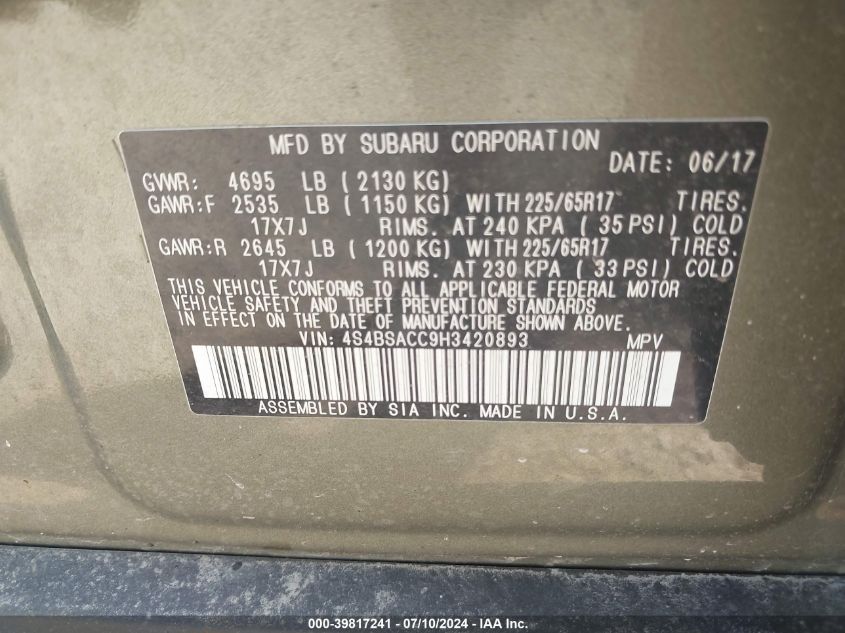 MFD BY SUBARU CORPORATION
DATE: 06/17
GVWR: 4695 LB ( 2130 KG)
GAWR:F 2535 LB ( 1150 KG) WITH 225/65R17 TIRES.
17X7J RIMS. AT 240 KPA ( 35 PSI) COLD
GAWR:R 2645 LB ( 1200 KG) WITH 225/65R17 TIRES.
17X7J RIMS. AT 230 KPA ( 33 PSI) COLD
THIS VEHICLE CONFORMS TO ALL APPLICABLE FEDERAL MOTOR
VEHICLE SAFETY AND THEFT PREVENTION STANDARDS
IN EFFECT ON THE DATE OF MANUFACTURE SHOWN ABOVE.
VIN: 4S4BSACC9H3420893 MPV
ASSEMBLED BY SIA INC. MADE IN U.S.A.
000-39817241 - 07/10/2024 - IAA Inc.